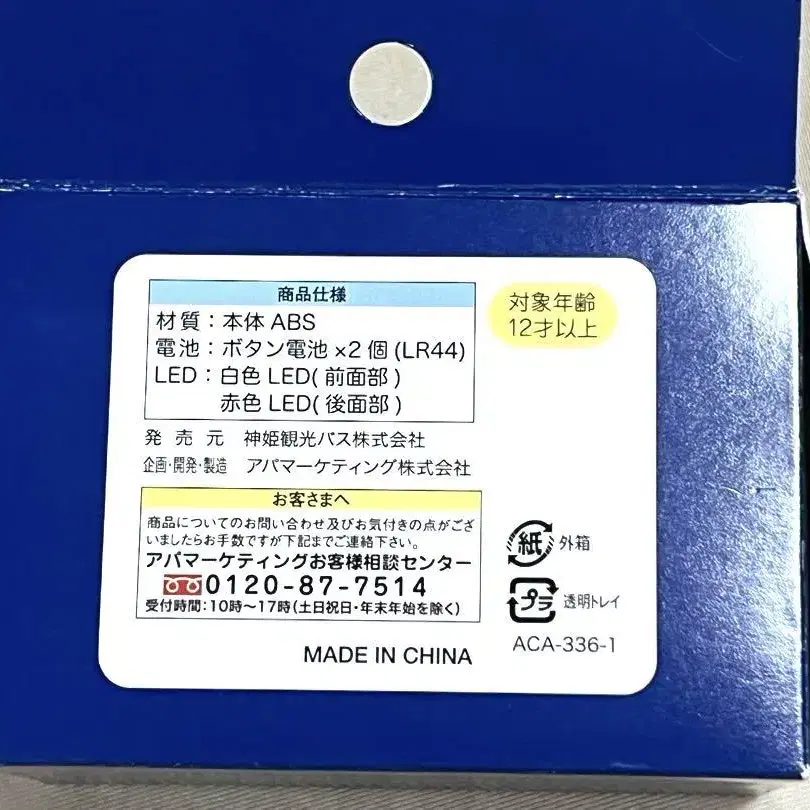 商品仕様
材質：本体 ABS
電池：ボタン電池×2個(LR44)
LED：白色LED(前面部)
赤色LED(後面部)
対象年齢
12才以上
発売元 神姫観光バス株式会社
企画・開発・製造 アパマーケティング株式会社
お客さまへ
商品についてのお問い合わせ及びお気付きの点がござ
いましたらお手数ですが下記までご連絡下さい。
アパマーケティングお客様相談センター
0120-87-7514
受付時間：10時〜17時(土日祝日・年末年始を除く)
紙 外箱
プラ 透明トレイ
ACA-336-1
MADE IN CHINA